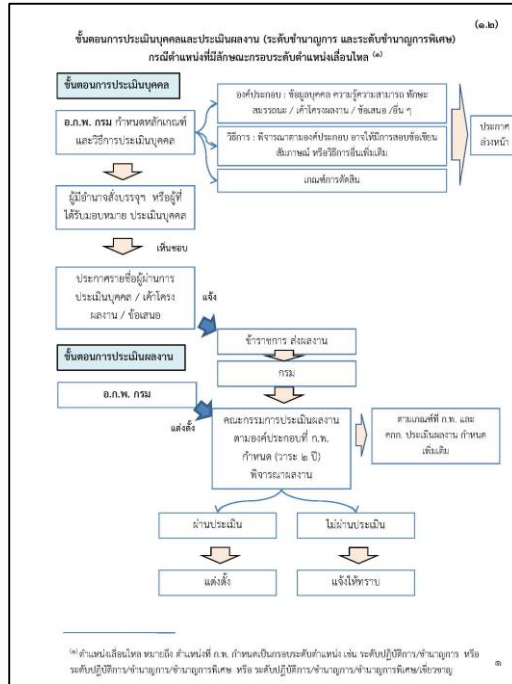 (๑.๒)
ขั้นตอนการประเมินบุคคลและประเมินผลงาน (ระดับชำนาญการ และระดับชำนาญการพิเศษ)
กรณีตำแหน่งที่มีลักษณะกรอบระดับตำแหน่งเลื่อนไหล (๑)
ขั้นตอนการประเมินบุคคล
อ.ก.พ. กรม กำหนดหลักเกณฑ์
และวิธีการประเมินบุคคล
องค์ประกอบ : ข้อมูลบุคคล ความรู้ความสามารถ ทักษะ
สมรรถนะ / เค้าโครงผลงาน / ข้อเสนอ /อื่น ๆ
วิธีการ : พิจารณาตามองค์ประกอบ อาจให้มีการสอบข้อเขียน
สัมภาษณ์ หรือวิธีการอื่นเพิ่มเติม
เกณฑ์การตัดสิน
ประกาศ
ล่วงหน้า
ผู้มีอำนาจสั่งบรรจุฯ หรือผู้ที่
ได้รับมอบหมาย ประเมินบุคคล
เห็นชอบ
ประกาศรายชื่อผู้ผ่านการ
ประเมินบุคคล / เค้าโครง
ผลงาน / ข้อเสนอ
แจ้ง
ข้าราชการ ส่งผลงาน
ขั้นตอนการประเมินผลงาน
กรม
อ.ก.พ. กรม
แต่งตั้ง
คณะกรรมการประเมินผลงาน
ตามองค์ประกอบที่ ก.พ.
กำหนด (วาระ ๒ ปี)
พิจารณาผลงาน
ตามเกณฑ์ที่ ก.พ. และ
คกก. ประเมินผลงาน กำหนด
เพิ่มเติม
ผ่านประเมิน
ไม่ผ่านประเมิน
แต่งตั้ง
แจ้งให้ทราบ
(๑) ตำแหน่งเลื่อนไหล หมายถึง ตำแหน่งที่ ก.พ. กำหนดเป็นกรอบระดับตำแหน่ง เช่น ระดับปฏิบัติการ/ชำนาญการ หรือ
ระดับปฏิบัติการ/ชำนาญการ/ชำนาญการพิเศษ หรือ ระดับปฏิบัติการ/ชำนาญการ/ชำนาญการพิเศษ/เชี่ยวชาญ
๑